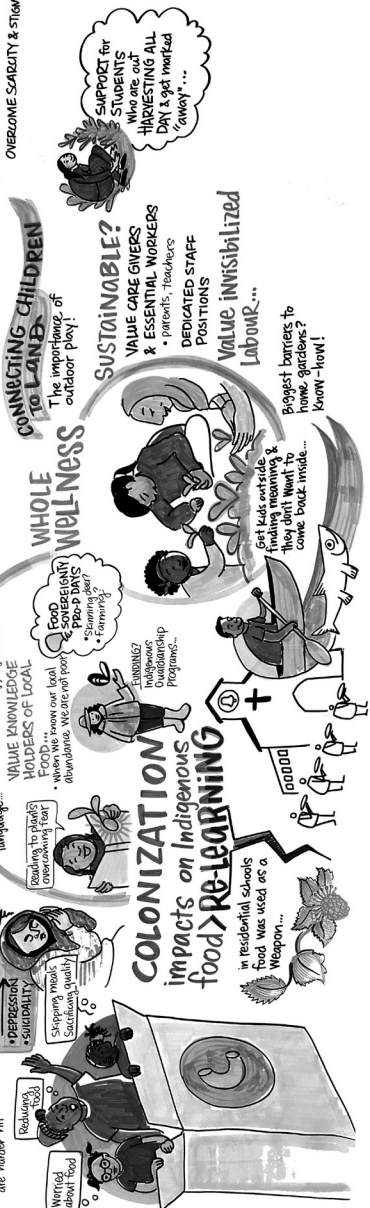 are harder hit
• DEPRESSION
• SUICIDALITY
language...
OVERCOME SCARCITY & STIGM
Worried
about food
Reducing
food
Skipping meals
Sacrificing quality
Reading to plants
overcoming fear
VALUE KNOWLEDGE
HOLDERS OF LOCAL
FOOD...
• When we know our local
abundance we are not poor
FOOD
SOVEREIGNTY
PRO-D DAYS
• Skinning deer?
• Farming?
WHOLE
WELLNESS
CONNECTING CHILDREN
TO LAND
The importance of
outdoor play!
SUPPORT for
STUDENTS
who are out
HARVESTING ALL
DAY & get marked
"away"...
COLONIZATION
impacts on Indigenous
food > RE-LEARNING
FUNDING?
Indigenous
Guardianship
Programs...
in residential schools
food was used as a
Weapon...
Get kids outside
finding meaning &
they don't want to
come back inside...
SUSTAINABLE?
VALUE CARE GIVERS
& ESSENTIAL WORKERS
• parents, teachers
DEDICATED STAFF
POSITIONS
Value invisibilized
Labour...
Biggest barriers to
home gardens?
Know-how!